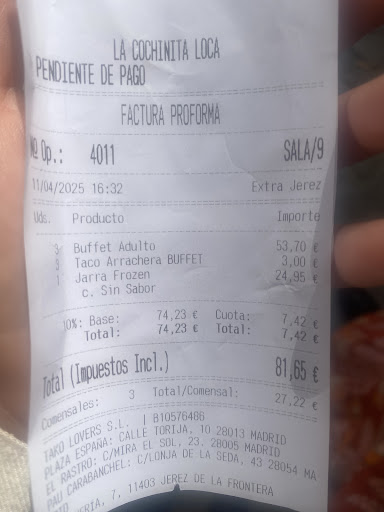 LA COCHINITA LOCA
PENDIENTE DE PAGO
FACTURA PROFORMA
Nº Op.: 4011 SALA/9
11/04/2025 16:32 Extra Jerez
Uds. Producto Importe
3 Buffet Adulto 53,70 €
Taco Arrachera BUFFET 3,00 €
1 Jarra Frozen 24,95 €
c. Sin Sabor
10%: Base: 74,23 € Cuota: 7,42 €
Total: 74,23 € Total: 7,42 €
Total (Impuestos Incl.) 81,65 €
Comensales: 3 Total/Comensal: 27,22 €
TAKO LOVERS S.L. | B10576486
PLAZA ESPAÑA: CALLE TORIJA, 10 28013 MADRID
EL RASTRO: C/MIRA EL SOL, 23. 28005 MADRID
PAU CARABANCHEL: C/LONJA DE LA SEDA, 43 28054 MA
7, 11403 JEREZ DE LA FRONTERA